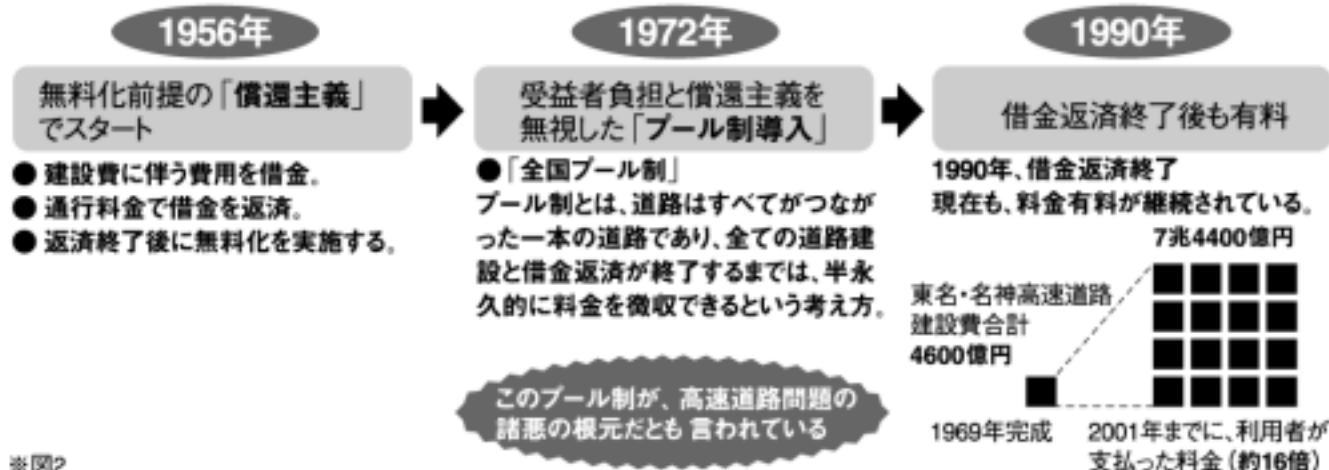 1956年
無料化前提の「償還主義」
でスタート
● 建設費に伴う費用を借金。
● 通行料金で借金を返済。
● 返済終了後に無料化を実施する。
1972年
受益者負担と償還主義を
無視した「プール制導入」
●「全国プール制」
プール制とは、道路はすべてがつなが
った一本の道路であり、全ての道路建
設と借金返済が終了するまでは、半永
久的に料金を徴収できるという考え方。
このプール制が、高速道路問題の
諸悪の根元だとも 言われている
1990年
借金返済終了後も有料
1990年、借金返済終了
現在も、料金有料が継続されている。
7兆4400億円
東名・名神高速道路
建設費合計
4600億円
1969年完成
2001年までに、利用者が
支払った料金(約16倍)
※図2